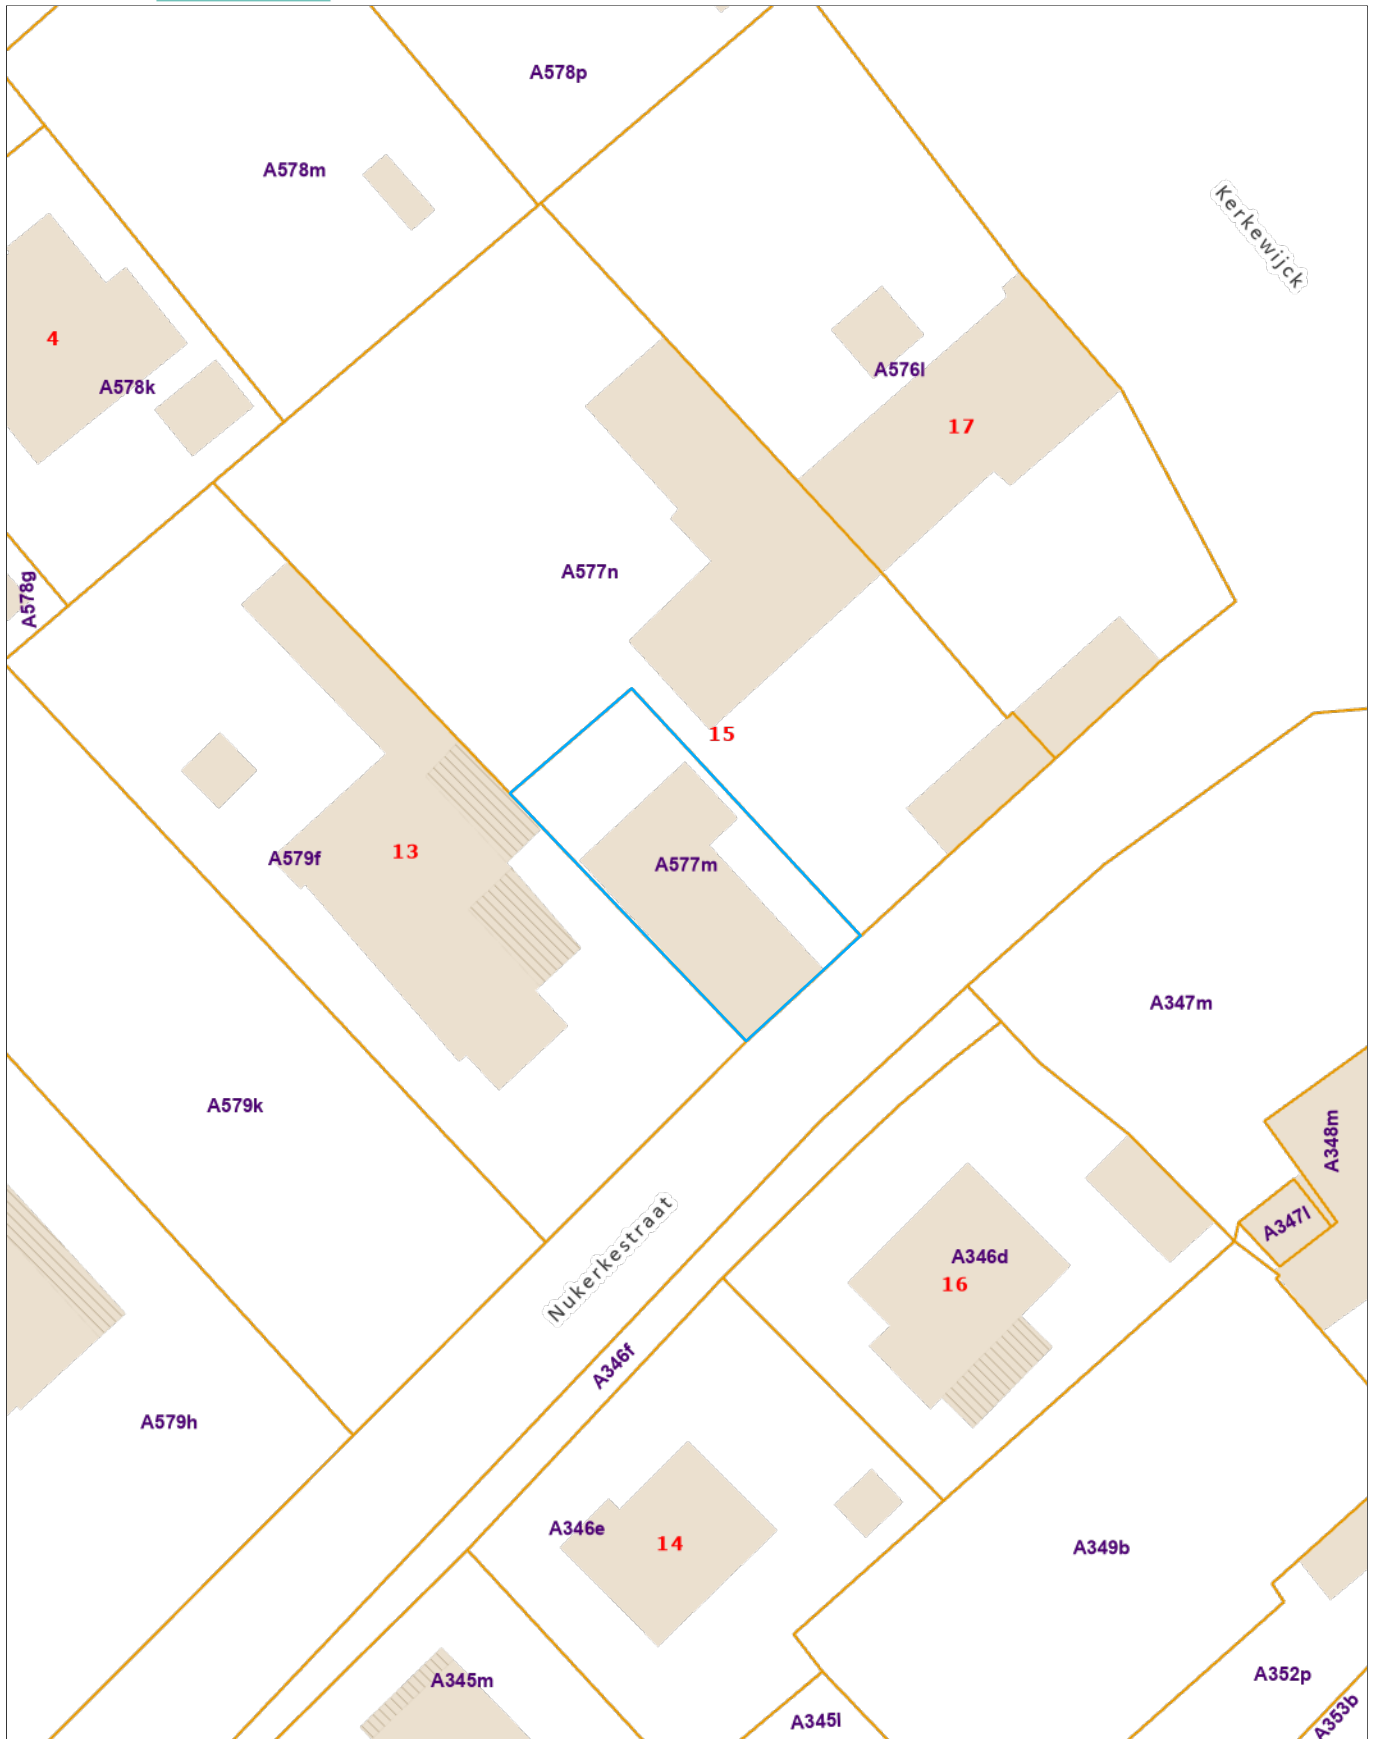 A578p
A578m
Kerkewijck
4
A576l
A578k
17
A577n
A578g
15
13
A579f
A577m
A347m
A579k
A348m
A347l
Nukerkestraat
A346d
16
A346f
A579h
A346e
14
A349b
A345m
A352p
A353b
A345l